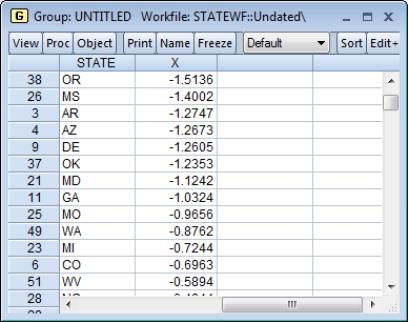 G Group: UNTITLED Workfile: STATEWF::Undated\
View Proc Object Print Name Freeze Default Sort Edit+
STATE X
38 OR -1.5136
26 MS -1.4002
3 AR -1.2747
4 AZ -1.2673
9 DE -1.2605
37 OK -1.2353
21 MD -1.1242
11 GA -1.0324
25 MO -0.9656
49 WA -0.8762
23 MI -0.7244
6 CO -0.6963
51 WV -0.5894
28